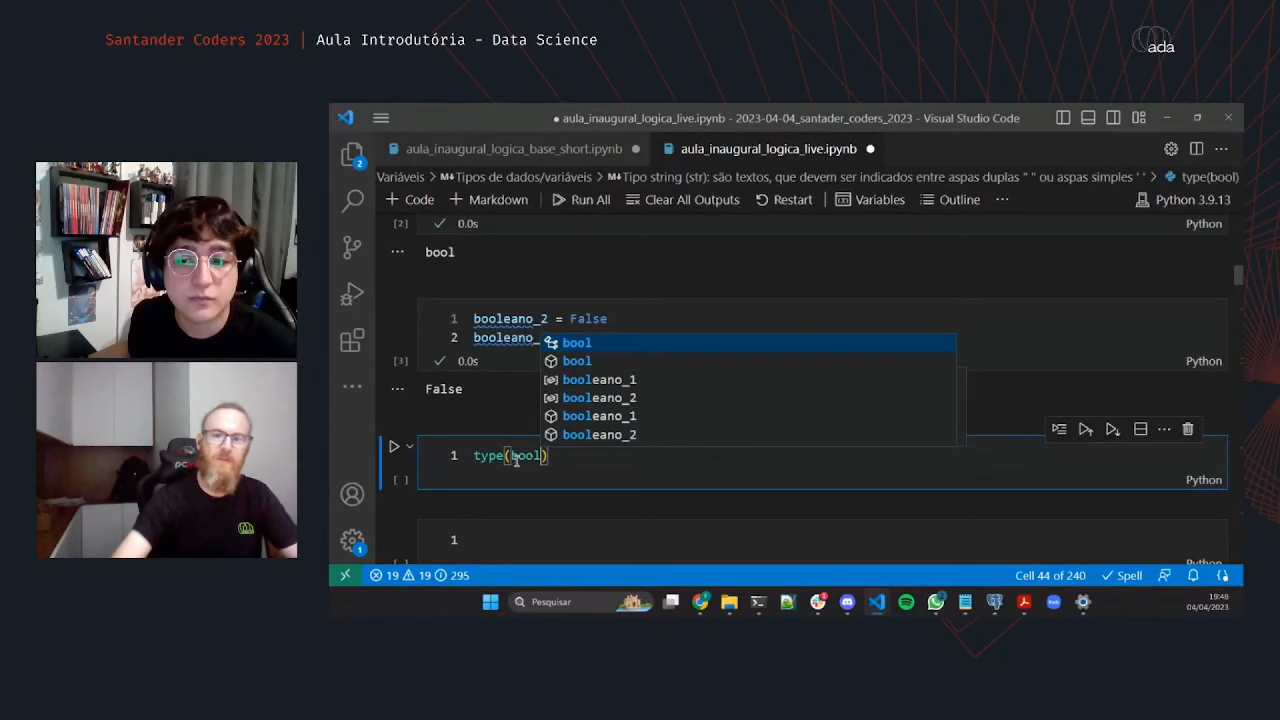 Santander Coders 2023 | Aula Introdutória - Data Science
ada
● aula_inaugural_logica_live.ipynb - 2023-04-04_santader_coders_2023 - Visual Studio Code
aula_inaugural_logica_base_short.ipynb ●
aula_inaugural_logica_live.ipynb ●
Variáveis > M↓Tipos de dados/variáveis > M↓Tipo string (str): são textos, que devem ser indicados entre aspas duplas " " ou aspas simples ' ' > type(bool)
+ Code + Markdown Run All Clear All Outputs Restart Variables Outline ··· Python 3.9.13
2
[2] ✓ 0.0s Python
··· bool
1 booleano_2 = False
2 booleano_
[3] ✓ 0.0s Python
bool
bool
booleano_1
booleano_2
booleano_1
booleano_2
··· False
1 type(bool)
[ ] Python
1
19 19 295 Cell 44 of 240 Spell
1
Pesquisar
19:48
04/04/2023